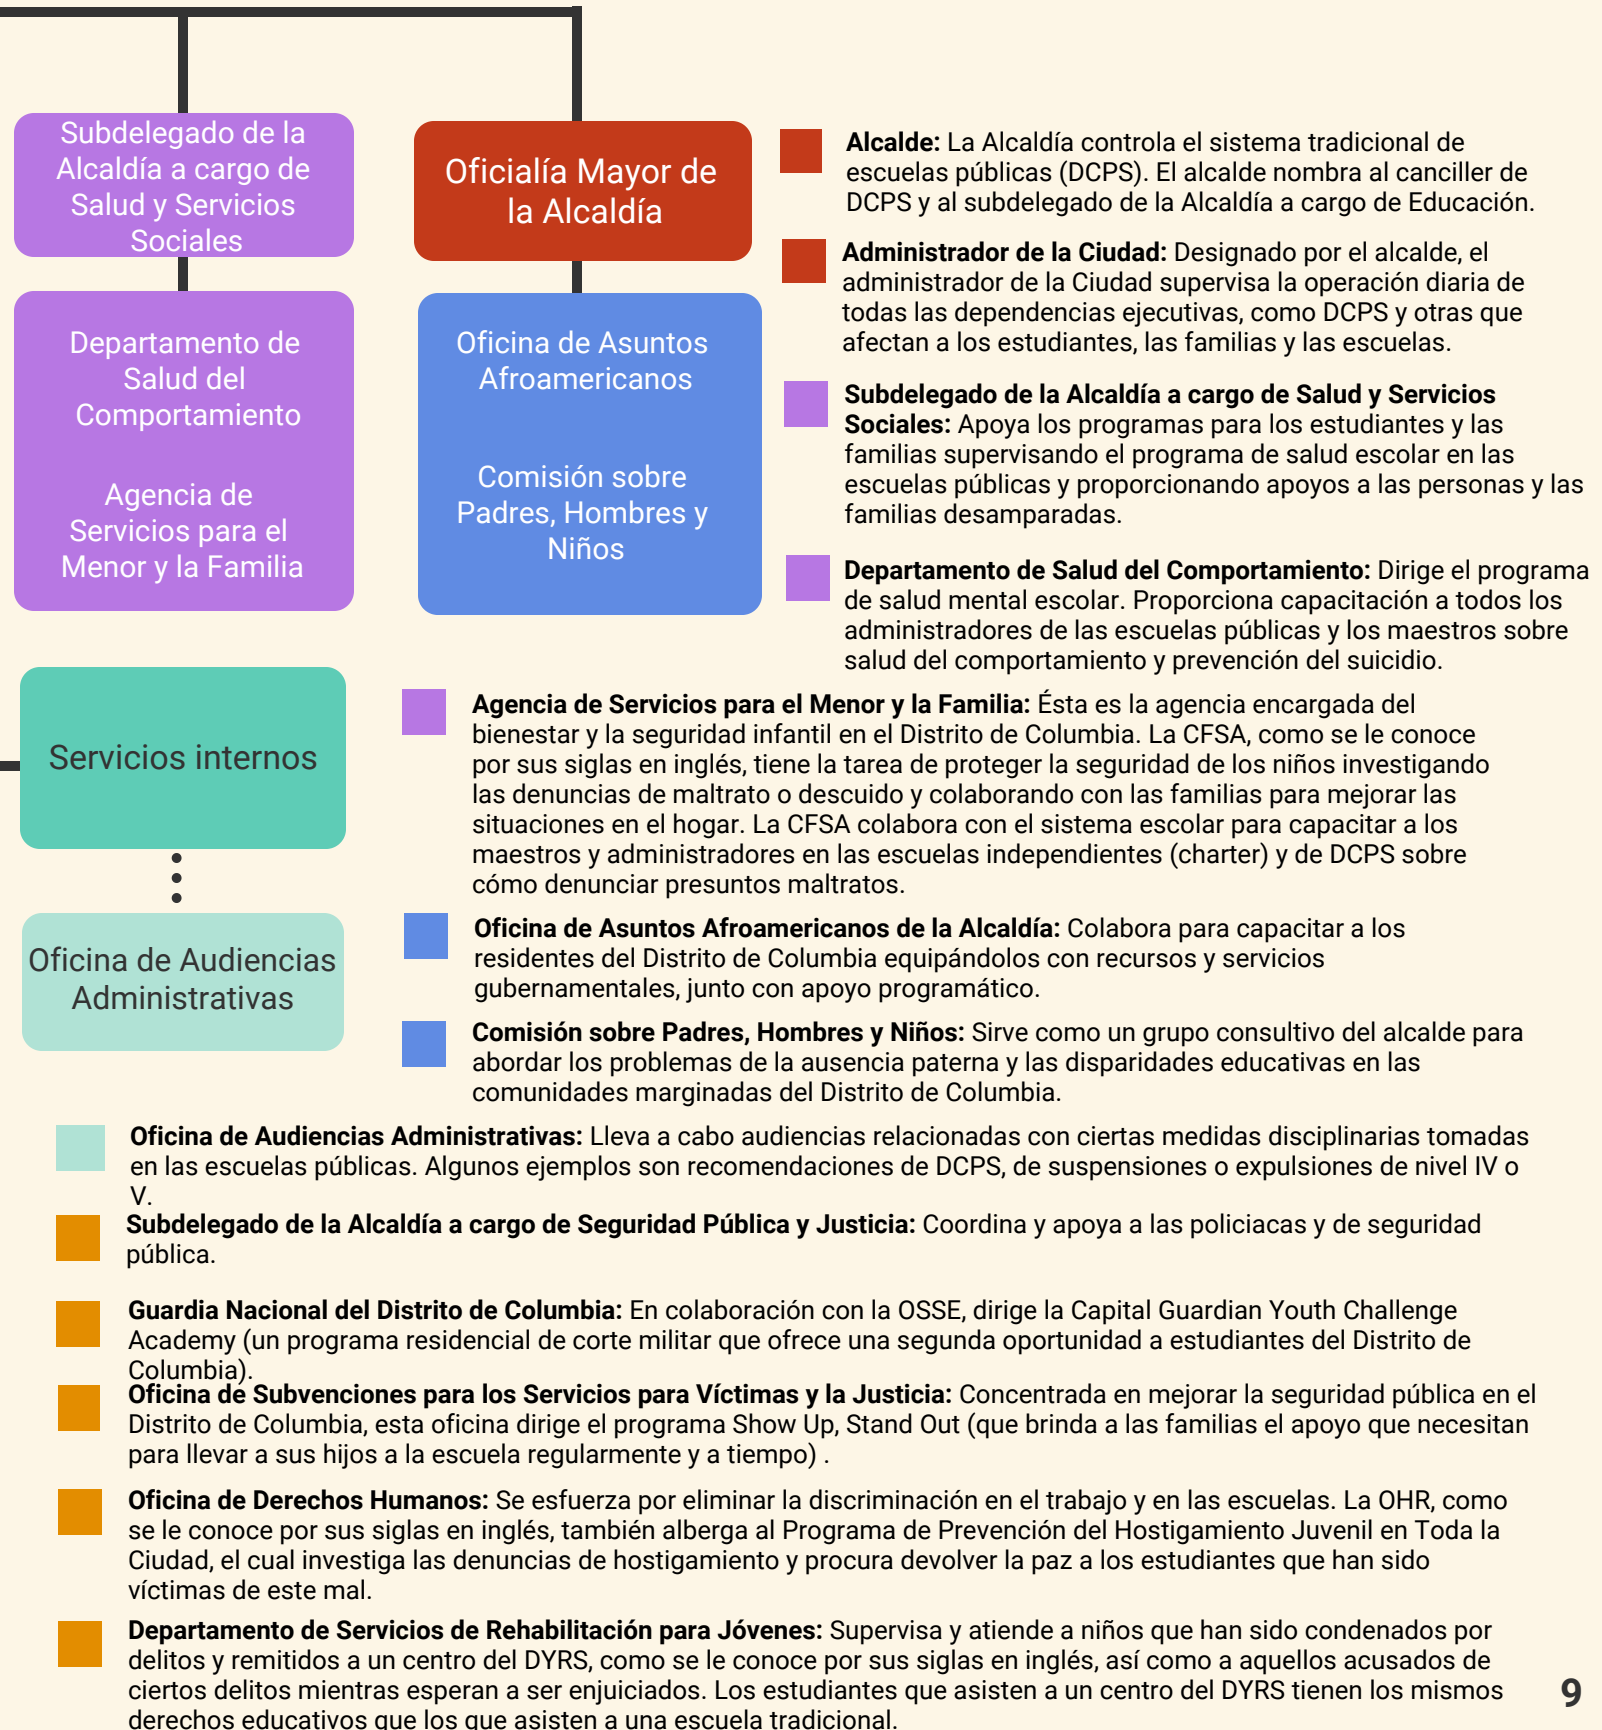 Subdelegado de la
Alcaldía a cargo de
Salud y Servicios
Sociales
Oficialía Mayor de
la Alcaldía
Departamento de
Salud del
Comportamiento
Agencia de
Servicios para el
Menor y la Familia
Oficina de Asuntos
Afroamericanos
Comisión sobre
Padres, Hombres y
Niños
Servicios internos
Oficina de Audiencias
Administrativas
Alcalde: La Alcaldía controla el sistema tradicional de
escuelas públicas (DCPS). El alcalde nombra al canciller de
DCPS y al subdelegado de la Alcaldía a cargo de Educación.
Administrador de la Ciudad: Designado por el alcalde, el
administrador de la Ciudad supervisa la operación diaria de
todas las dependencias ejecutivas, como DCPS y otras que
afectan a los estudiantes, las familias y las escuelas.
Subdelegado de la Alcaldía a cargo de Salud y Servicios
Sociales: Apoya los programas para los estudiantes y las
familias supervisando el programa de salud escolar en las
escuelas públicas y proporcionando apoyos a las personas y las
familias desamparadas.
Departamento de Salud del Comportamiento: Dirige el programa
de salud mental escolar. Proporciona capacitación a todos los
administradores de las escuelas públicas y los maestros sobre
salud del comportamiento y prevención del suicidio.
Agencia de Servicios para el Menor y la Familia: Ésta es la agencia encargada del
bienestar y la seguridad infantil en el Distrito de Columbia. La CFSA, como se le conoce
por sus siglas en inglés, tiene la tarea de proteger la seguridad de los niños investigando
las denuncias de maltrato o descuido y colaborando con las familias para mejorar las
situaciones en el hogar. La CFSA colabora con el sistema escolar para capacitar a los
maestros y administradores en las escuelas independientes (charter) y de DCPS sobre
cómo denunciar presuntos maltratos.
Oficina de Asuntos Afroamericanos de la Alcaldía: Colabora para capacitar a los
residentes del Distrito de Columbia equipándolos con recursos y servicios
gubernamentales, junto con apoyo programático.
Comisión sobre Padres, Hombres y Niños: Sirve como un grupo consultivo del alcalde para
abordar los problemas de la ausencia paterna y las disparidades educativas en las
comunidades marginadas del Distrito de Columbia.
Oficina de Audiencias Administrativas: Lleva a cabo audiencias relacionadas con ciertas medidas disciplinarias tomadas
en las escuelas públicas. Algunos ejemplos son recomendaciones de DCPS, de suspensiones o expulsiones de nivel IV o
V.
Subdelegado de la Alcaldía a cargo de Seguridad Pública y Justicia: Coordina y apoya a las policiacas y de seguridad
pública.
Guardia Nacional del Distrito de Columbia: En colaboración con la OSSE, dirige la Capital Guardian Youth Challenge
Academy (un programa residencial de corte militar que ofrece una segunda oportunidad a estudiantes del Distrito de
Columbia).
Oficina de Subvenciones para los Servicios para Víctimas y la Justicia: Concentrada en mejorar la seguridad pública en el
Distrito de Columbia, esta oficina dirige el programa Show Up, Stand Out (que brinda a las familias el apoyo que necesitan
para llevar a sus hijos a la escuela regularmente y a tiempo) .
Oficina de Derechos Humanos: Se esfuerza por eliminar la discriminación en el trabajo y en las escuelas. La OHR, como
se le conoce por sus siglas en inglés, también alberga al Programa de Prevención del Hostigamiento Juvenil en Toda la
Ciudad, el cual investiga las denuncias de hostigamiento y procura devolver la paz a los estudiantes que han sido
víctimas de este mal.
Departamento de Servicios de Rehabilitación para Jóvenes: Supervisa y atiende a niños que han sido condenados por
delitos y remitidos a un centro del DYRS, como se le conoce por sus siglas en inglés, así como a aquellos acusados de
ciertos delitos mientras esperan a ser enjuiciados. Los estudiantes que asisten a un centro del DYRS tienen los mismos
derechos educativos que los que asisten a una escuela tradicional.
9